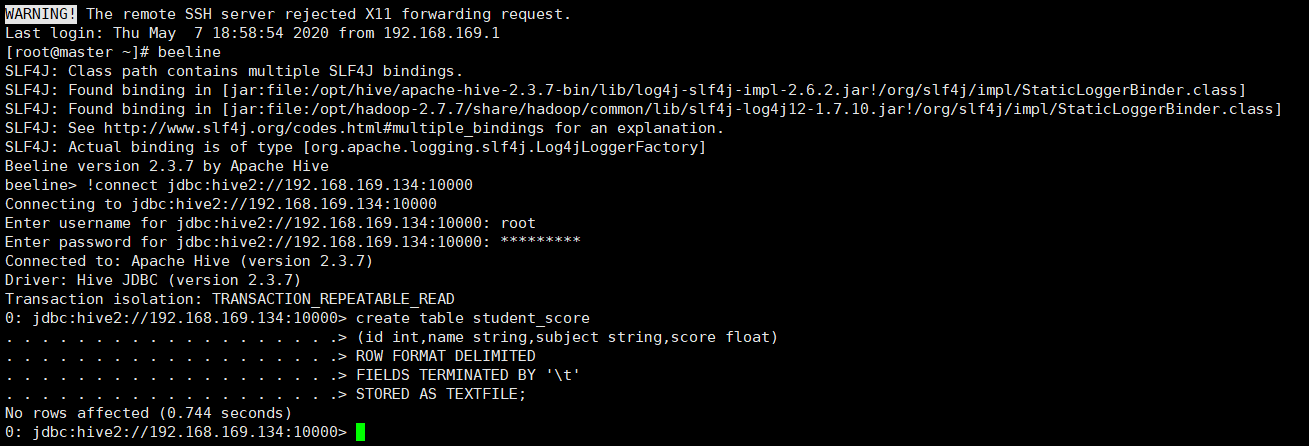 WARNING! The remote SSH server rejected X11 forwarding request.
Last login: Thu May  7 18:58:54 2020 from 192.168.169.1
[root@master ~]# beeline
SLF4J: Class path contains multiple SLF4J bindings.
SLF4J: Found binding in [jar:file:/opt/hive/apache-hive-2.3.7-bin/lib/log4j-slf4j-impl-2.6.2.jar!/org/slf4j/impl/StaticLoggerBinder.class]
SLF4J: Found binding in [jar:file:/opt/hadoop-2.7.7/share/hadoop/common/lib/slf4j-log4j12-1.7.10.jar!/org/slf4j/impl/StaticLoggerBinder.class]
SLF4J: See http://www.slf4j.org/codes.html#multiple_bindings for an explanation.
SLF4J: Actual binding is of type [org.apache.logging.slf4j.Log4jLoggerFactory]
Beeline version 2.3.7 by Apache Hive
beeline> !connect jdbc:hive2://192.168.169.134:10000
Connecting to jdbc:hive2://192.168.169.134:10000
Enter username for jdbc:hive2://192.168.169.134:10000: root
Enter password for jdbc:hive2://192.168.169.134:10000: *********
Connected to: Apache Hive (version 2.3.7)
Driver: Hive JDBC (version 2.3.7)
Transaction isolation: TRANSACTION_REPEATABLE_READ
0: jdbc:hive2://192.168.169.134:10000> create table student_score
. . . . . . . . . . . . . . . . . . .> (id int,name string,subject string,score float)
. . . . . . . . . . . . . . . . . . .> ROW FORMAT DELIMITED
. . . . . . . . . . . . . . . . . . .> FIELDS TERMINATED BY '\t'
. . . . . . . . . . . . . . . . . . .> STORED AS TEXTFILE;
No rows affected (0.744 seconds)
0: jdbc:hive2://192.168.169.134:10000>